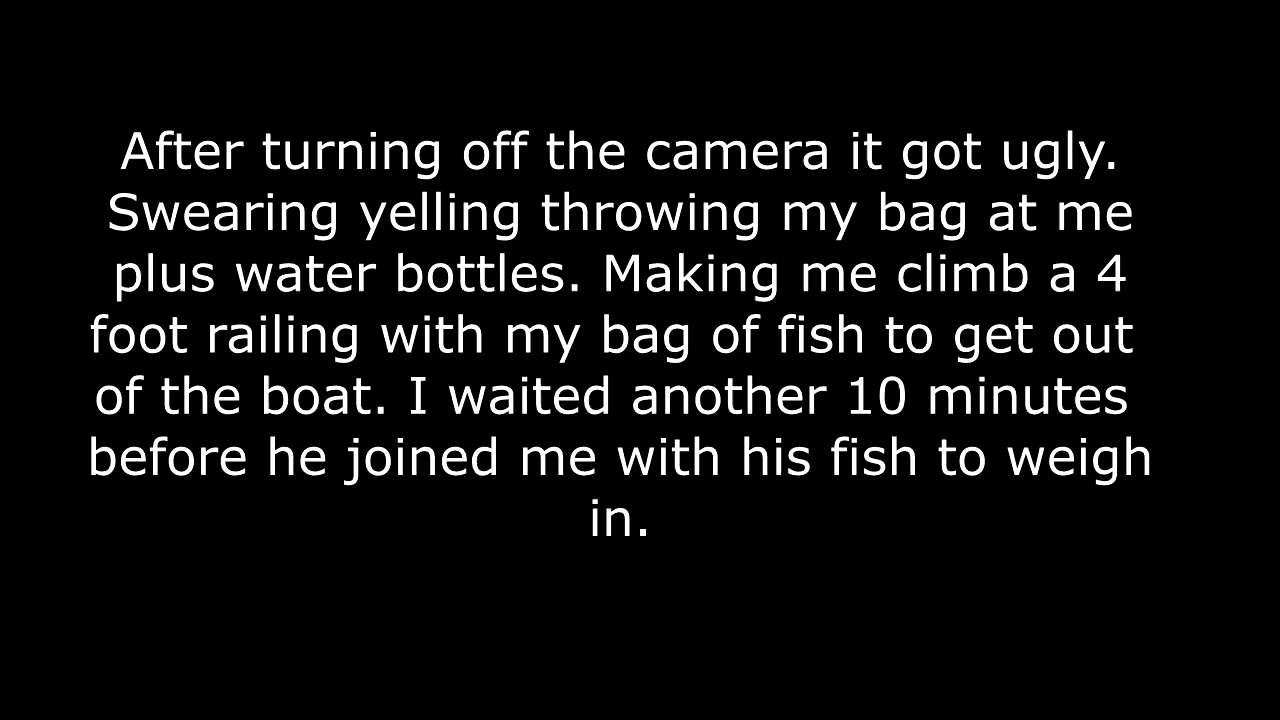 After turning off the camera it got ugly.
Swearing yelling throwing my bag at me
plus water bottles. Making me climb a 4
foot railing with my bag of fish to get out
of the boat. I waited another 10 minutes
before he joined me with his fish to weigh
in.